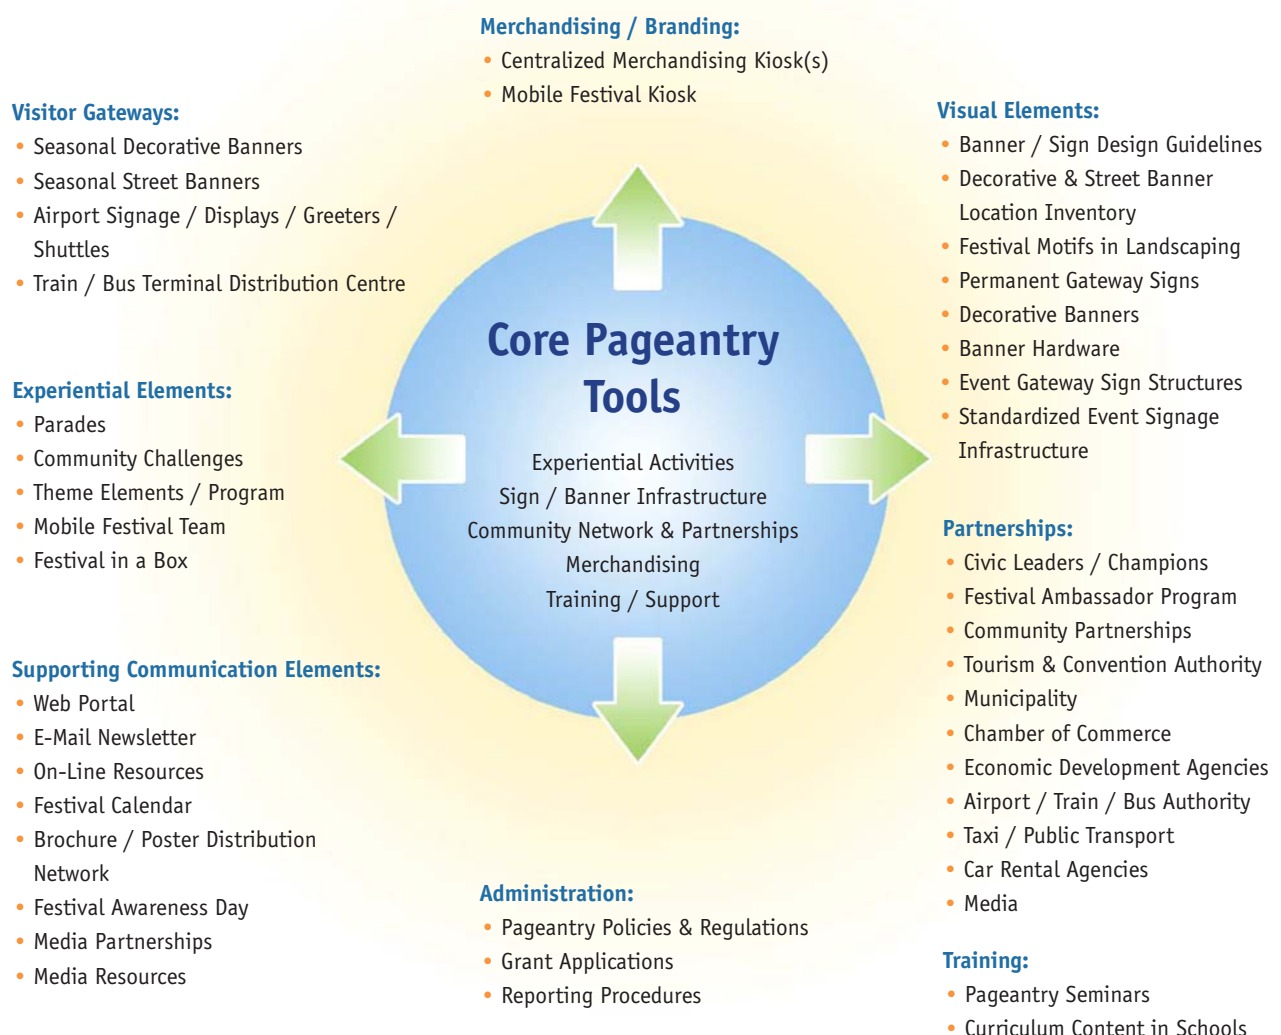 Merchandising / Branding:
• Centralized Merchandising Kiosk(s)
• Mobile Festival Kiosk
Visitor Gateways:
• Seasonal Decorative Banners
• Seasonal Street Banners
• Airport Signage / Displays / Greeters /
Shuttles
• Train / Bus Terminal Distribution Centre
Experiential Elements:
• Parades
• Community Challenges
• Theme Elements / Program
• Mobile Festival Team
• Festival in a Box
Supporting Communication Elements:
• Web Portal
• E-Mail Newsletter
• On-Line Resources
• Festival Calendar
• Brochure / Poster Distribution
Network
• Festival Awareness Day
• Media Partnerships
• Media Resources
Core Pageantry
Tools
Experiential Activities
Sign / Banner Infrastructure
Community Network & Partnerships
Merchandising
Training / Support
Administration:
• Pageantry Policies & Regulations
• Grant Applications
• Reporting Procedures
Visual Elements:
• Banner / Sign Design Guidelines
• Decorative & Street Banner
Location Inventory
• Festival Motifs in Landscaping
• Permanent Gateway Signs
• Decorative Banners
• Banner Hardware
• Event Gateway Sign Structures
• Standardized Event Signage
Infrastructure
Partnerships:
• Civic Leaders / Champions
• Festival Ambassador Program
• Community Partnerships
• Tourism & Convention Authority
• Municipality
• Chamber of Commerce
• Economic Development Agencies
• Airport / Train / Bus Authority
• Taxi / Public Transport
• Car Rental Agencies
• Media
Training:
• Pageantry Seminars
• Curriculum Content in Schools